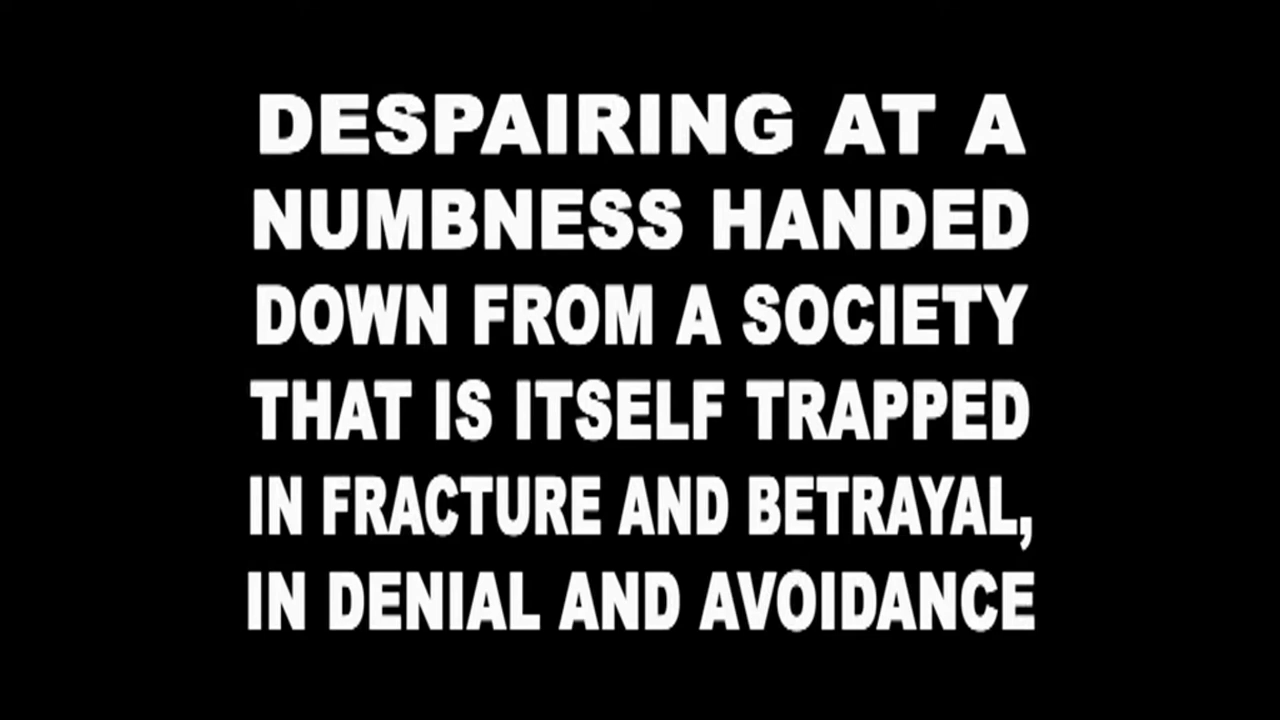 DESPAIRING AT A
NUMBNESS HANDED
DOWN FROM A SOCIETY
THAT IS ITSELF TRAPPED
IN FRACTURE AND BETRAYAL,
IN DENIAL AND AVOIDANCE